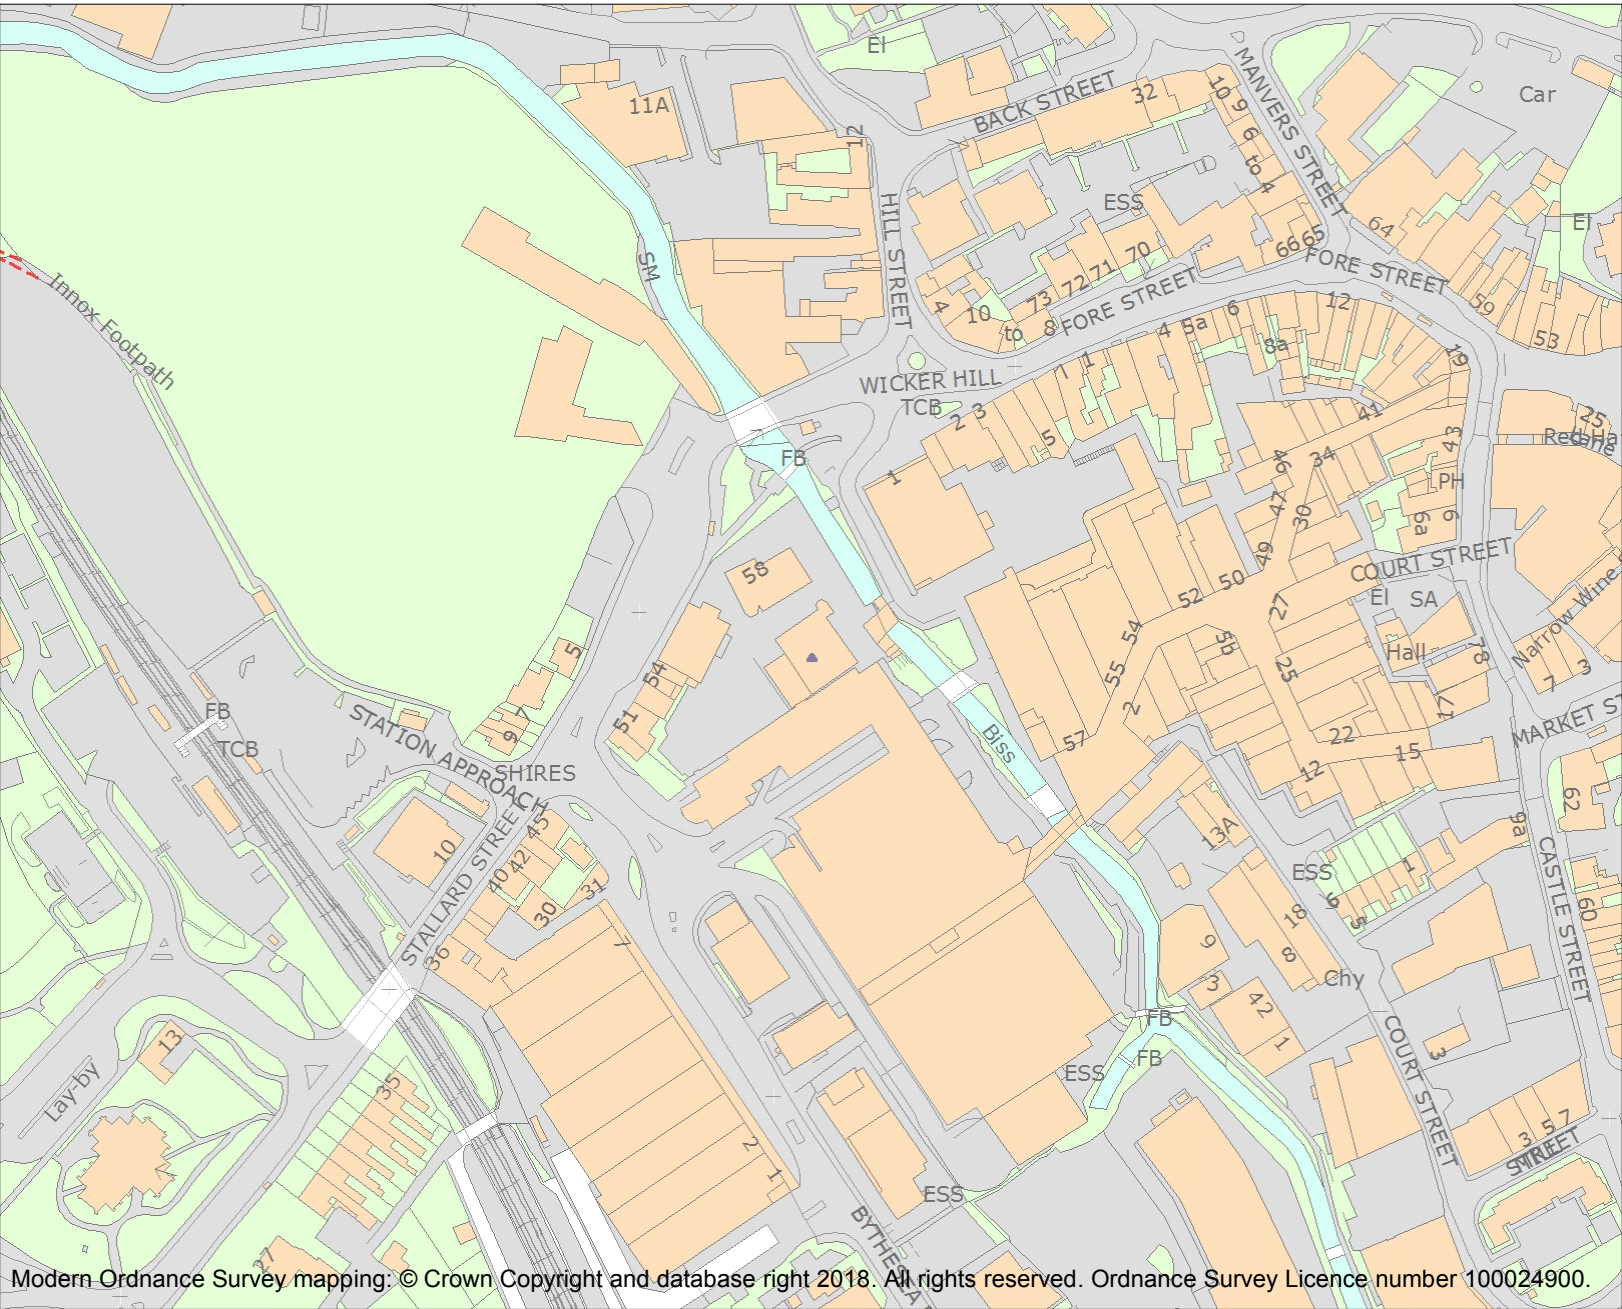 El
MANVERS STREET
Car
11A
BACK STREET
32
10
9
6
to
4
12
HILL STREET
ESS
64
El
66
65
SM
70
71
72
73
FORE STREET
FORE STREET
Innox Footpath
4
10
to
8
59
53
4
5a
6
12
8a
19
WICKER HILL
TCB
7
1
2
3
5
41
25
43
FB
1
46
34
PH
47
30
6a
9
49
COURT STREET
58
52
50
El
SA
27
Narrow Wine
54
5b
Hall
78
5
54
55
25
7
3
FB
STATION APPROACH
7
9
51
2
17
MARKET ST
TCB
Biss
57
22
15
SHIRES
12
62
10
STALLARD STREET
45
42
40
13A
9a
CASTLE STREET
ESS
1
31
30
6
5
18
60
36
7
9
8
Chy
3
42
FB
13
1
COURT STREET
FB
ESS
3
Lay-by
35
2
1
3
5
7
STREET
ESS
BYTHESEA
27
Modern Ordnance Survey mapping: © Crown Copyright and database right 2018. All rights reserved. Ordnance Survey Licence number 100024900.